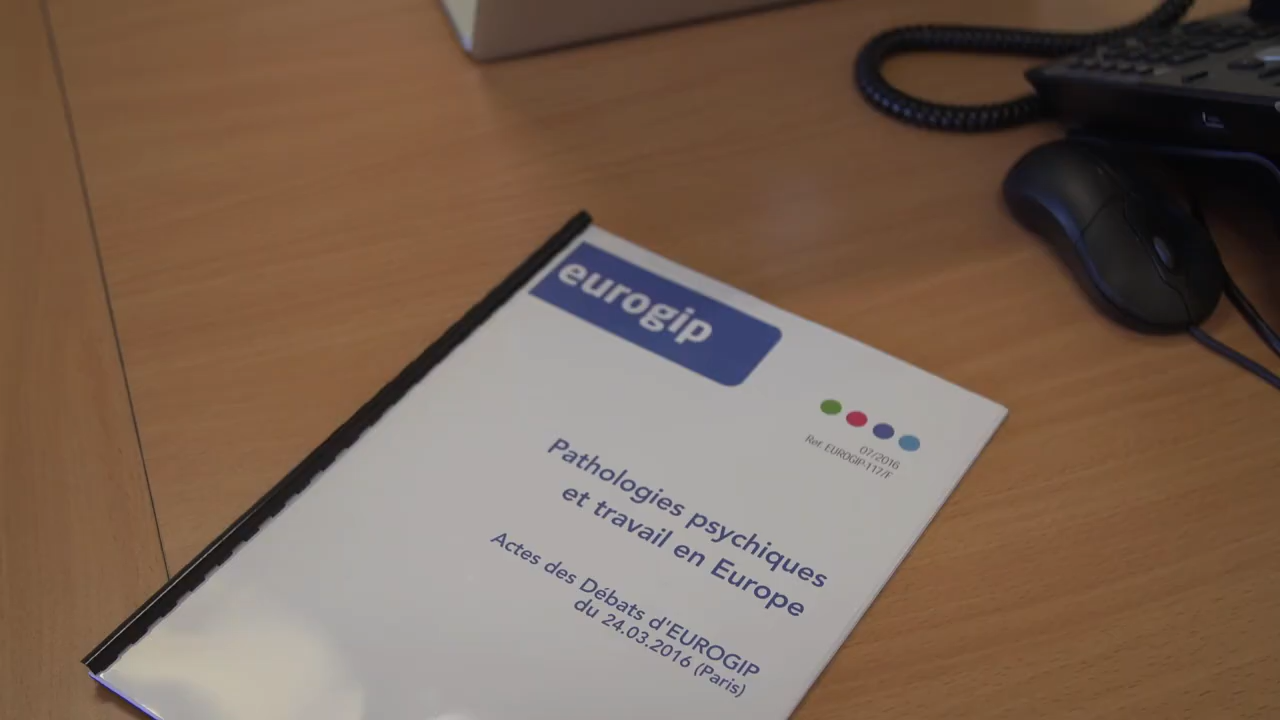 eurogip
07/2016
Réf. EUROGIP-117/F
Pathologies psychiques
et travail en Europe
Actes des Débats d'EUROGIP
du 24.03.2016 (Paris)